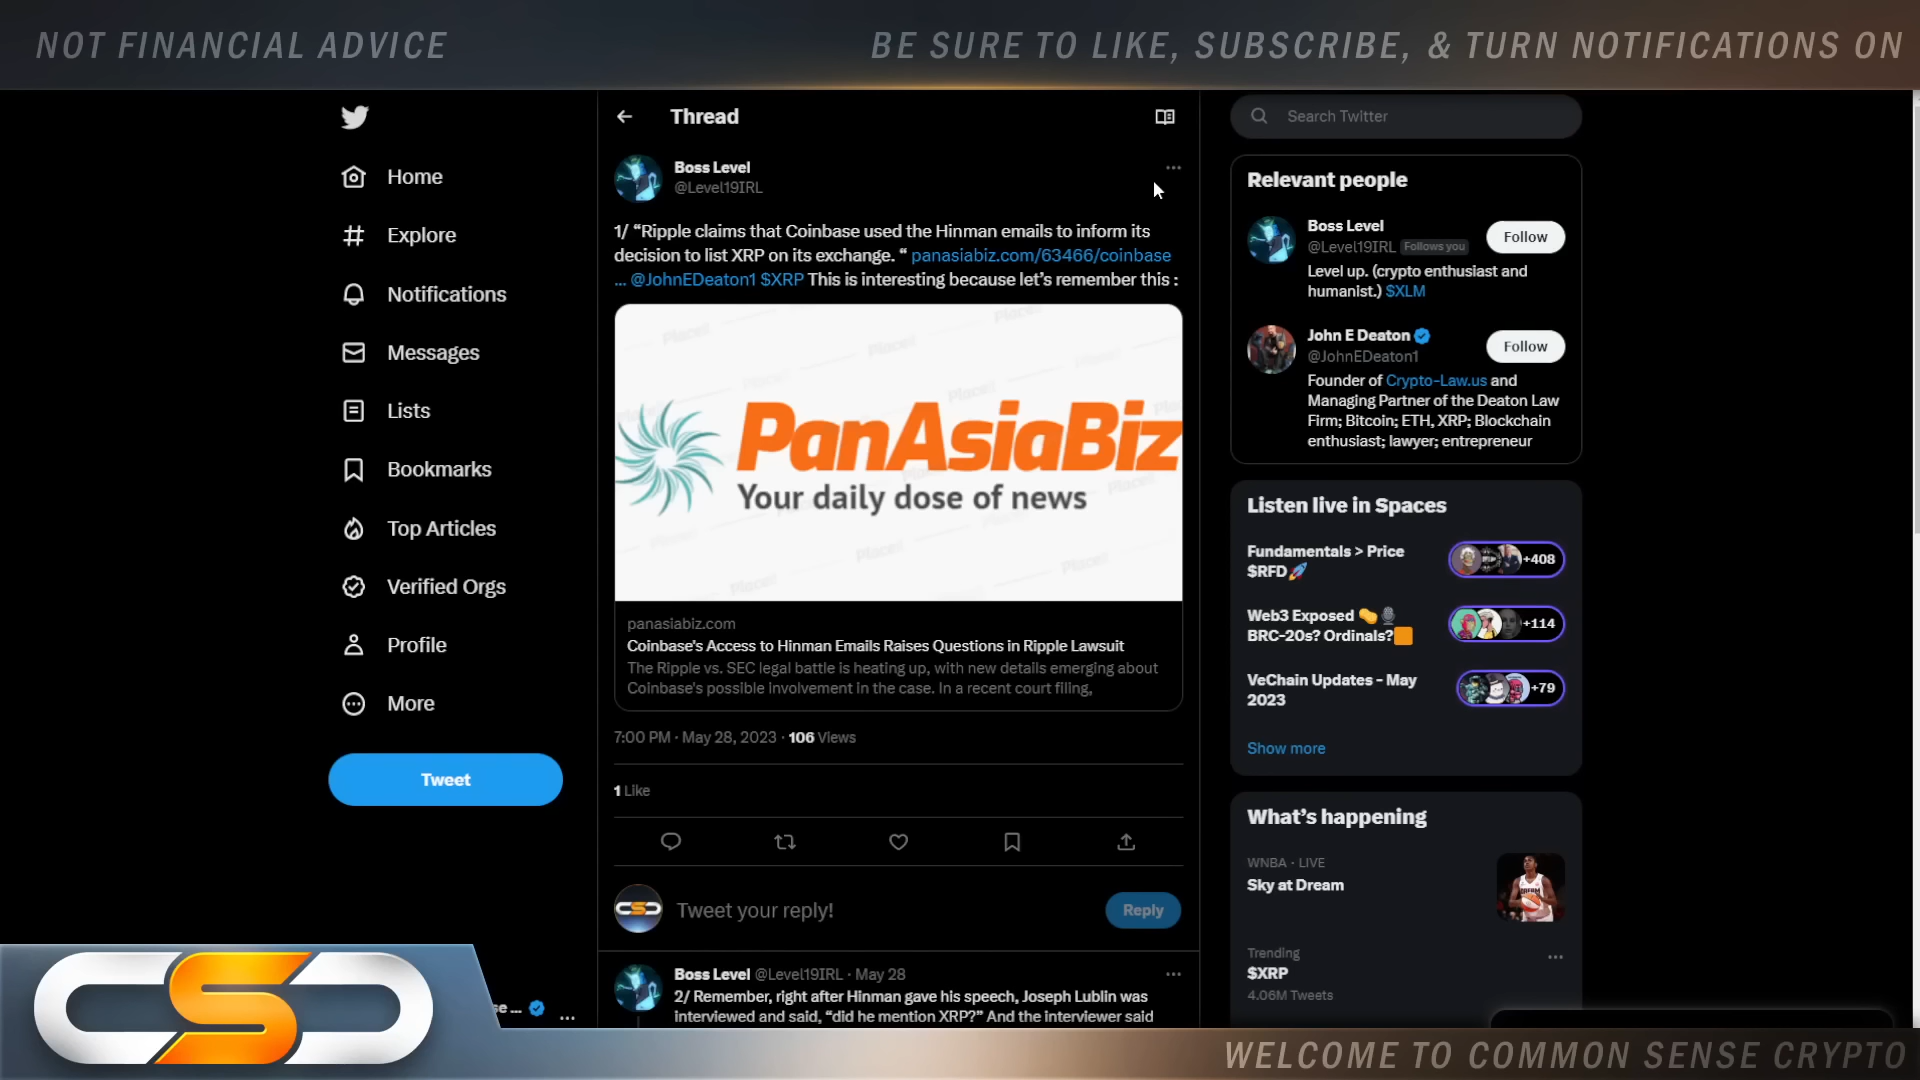 NOT FINANCIAL ADVICE
BE SURE TO LIKE, SUBSCRIBE, & TURN NOTIFICATIONS ON
Home
Explore
Notifications
Messages
Lists
Bookmarks
Top Articles
Verified Orgs
Profile
More
Tweet
Thread
Boss Level
@Level19IRL
1/ “Ripple claims that Coinbase used the Hinman emails to inform its
decision to list XRP on its exchange. “ panasiabiz.com/63466/coinbase
... @JohnEDeaton1 $XRP This is interesting because let’s remember this :
PanAsiaBiz
Your daily dose of news
panasiabiz.com
Coinbase's Access to Hinman Emails Raises Questions in Ripple Lawsuit
The Ripple vs. SEC legal battle is heating up, with new details emerging about
Coinbase's possible involvement in the case. In a recent court filing,
7:00 PM · May 28, 2023 · 106 Views
1 Like
Tweet your reply!
Reply
Boss Level @Level19IRL · May 28
2/ Remember, right after Hinman gave his speech, Joseph Lublin was
interviewed and said, “did he mention XRP?” And the interviewer said
Search Twitter
Relevant people
Boss Level
@Level19IRL Follows you
Follow
Level up. (crypto enthusiast and
humanist.) $XLM
John E Deaton
@JohnEDeaton1
Follow
Founder of Crypto-Law.us and
Managing Partner of the Deaton Law
Firm; Bitcoin; ETH, XRP; Blockchain
enthusiast; lawyer; entrepreneur
Listen live in Spaces
Fundamentals > Price
$RFD🚀
+408
Web3 Exposed
BRC-20s? Ordinals?🟧
+114
VeChain Updates - May
2023
+79
Show more
What’s happening
WNBA · LIVE
Sky at Dream
Trending
$XRP
4.06M Tweets
CSC
se ...
WELCOME TO COMMON SENSE CRYPTO